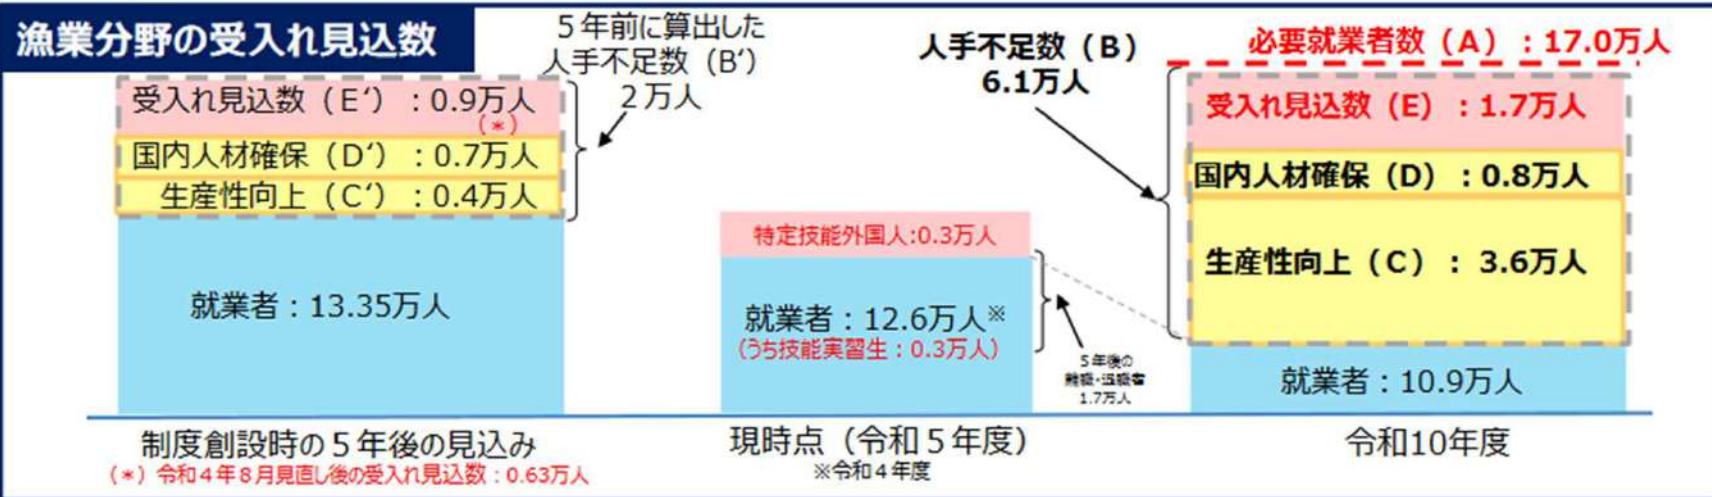 漁業分野の受入れ見込数
5年前に算出した
人手不足数（B‘）
2万人
受入れ見込数（E‘）：0.9万人
（*）
国内人材確保（D‘）：0.7万人
生産性向上（C‘）：0.4万人
就業者：13.35万人
制度創設時の5年後の見込み
（*）令和4年8月見直し後の受入れ見込数：0.63万人
特定技能外国人:0.3万人
就業者：12.6万人※
（うち技能実習生：0.3万人）
5年後の
離職・退職者
1.7万人
現時点（令和5年度）
※令和4年度
人手不足数（B）
6.1万人
必要就業者数（A）：17.0万人
受入れ見込数（E）：1.7万人
国内人材確保（D）：0.8万人
生産性向上（C）： 3.6万人
就業者：10.9万人
令和10年度